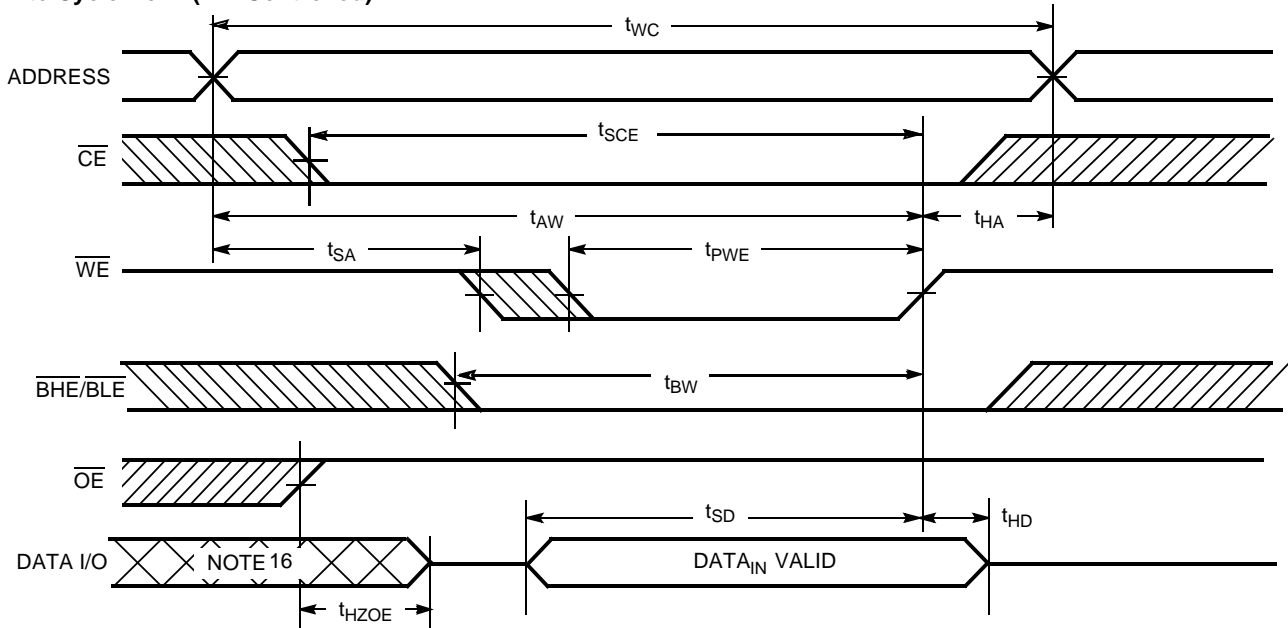 tWC
ADDRESS
tSCE
CE
tAW
tHA
tSA
tPWE
WE
BHE/BLE
tBW
OE
tSD
tHD
DATA I/O
NOTE 16
DATAIN VALID
tHZOE